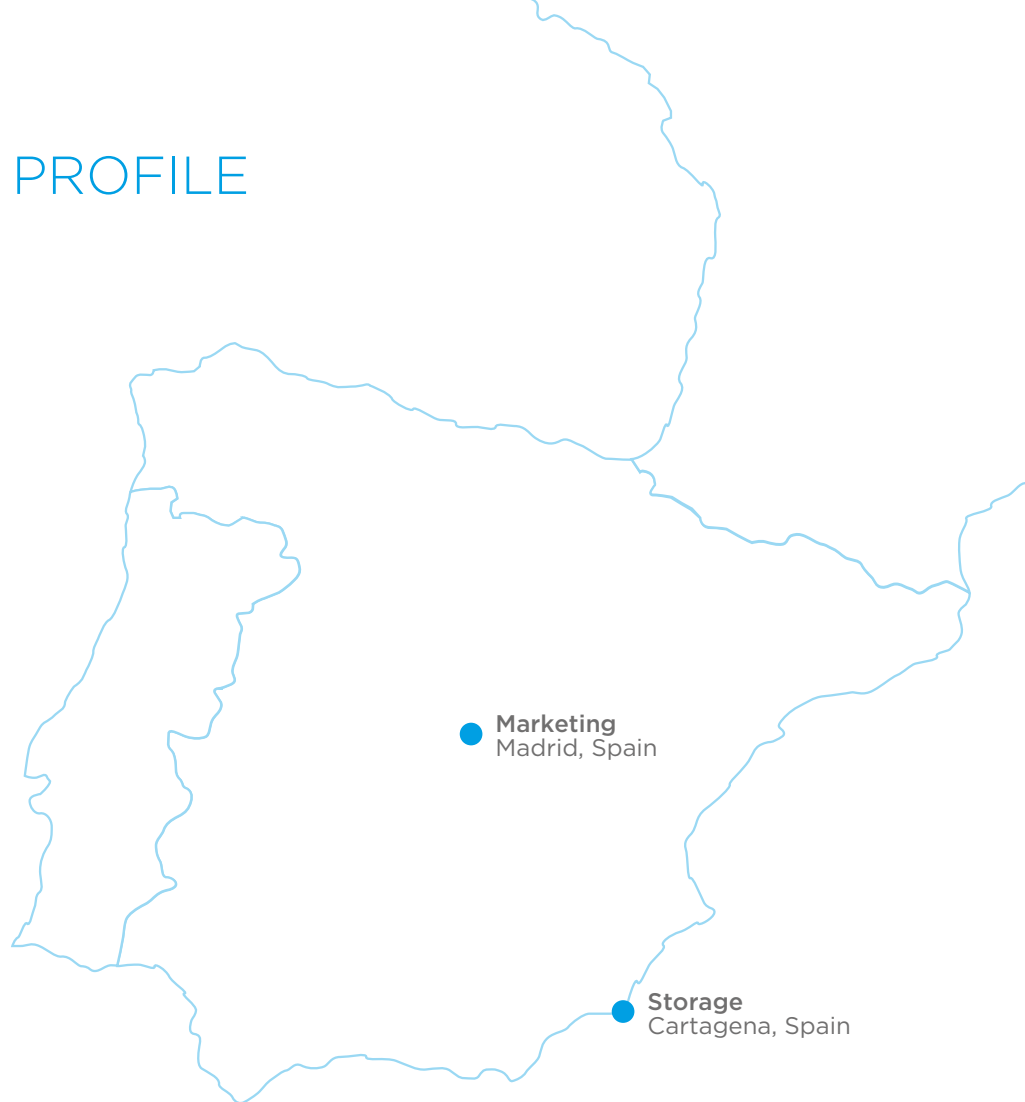 PROFILE
Marketing
Madrid, Spain
Storage
Cartagena, Spain